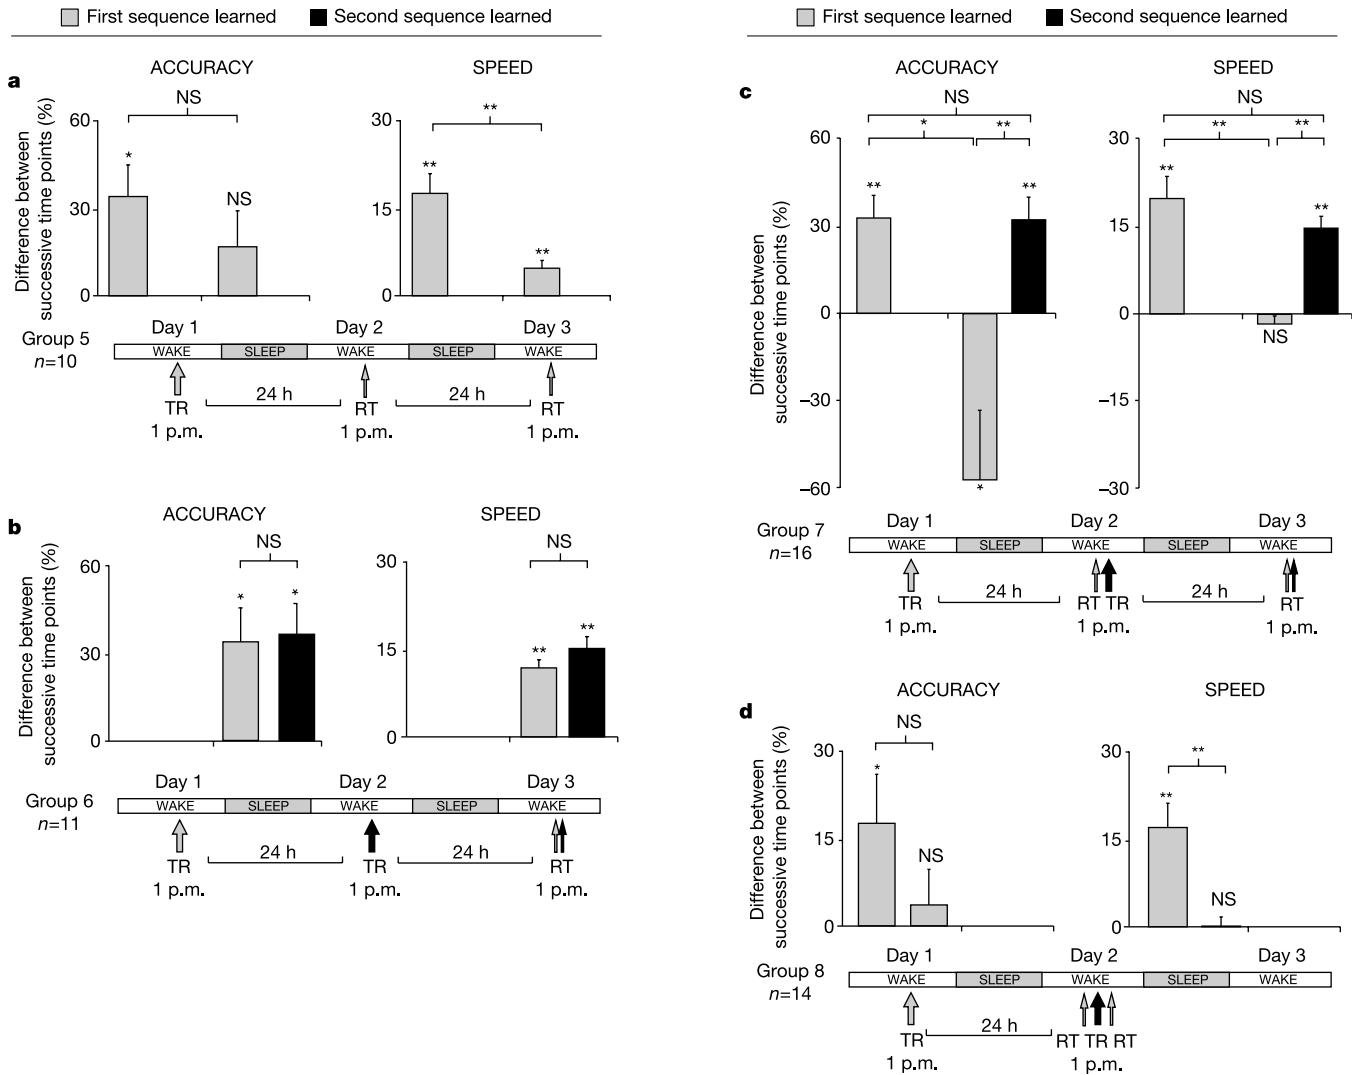 First sequence learned Second sequence learned
a
ACCURACY SPEED
Difference between
successive time points (%)
NS
60
30
0
*
NS
**
30
15
0
**
**
Day 1 Day 2 Day 3
Group 5
n=10
WAKE SLEEP WAKE SLEEP WAKE
24 h 24 h
TR RT RT
1 p.m. 1 p.m. 1 p.m.
b
ACCURACY SPEED
Difference between
successive time points (%)
NS
60
30
0
*
*
NS
30
15
0
**
**
Day 1 Day 2 Day 3
Group 6
n=11
WAKE SLEEP WAKE SLEEP WAKE
24 h 24 h
TR TR RT
1 p.m. 1 p.m. 1 p.m.
First sequence learned Second sequence learned
c
ACCURACY SPEED
Difference between
successive time points (%)
NS
* **
60
30
0
–30
–60
**
**
*
NS
** **
30
15
0
–15
–30
**
**
NS
Day 1 Day 2 Day 3
Group 7
n=16
WAKE SLEEP WAKE SLEEP WAKE
24 h 24 h
TR RT TR RT
1 p.m. 1 p.m. 1 p.m.
d
ACCURACY SPEED
Difference between
successive time points (%)
NS
30
15
0
*
NS
**
30
15
0
**
NS
Day 1 Day 2 Day 3
Group 8
n=14
WAKE SLEEP WAKE SLEEP WAKE
24 h
TR RT TR RT
1 p.m. 1 p.m.